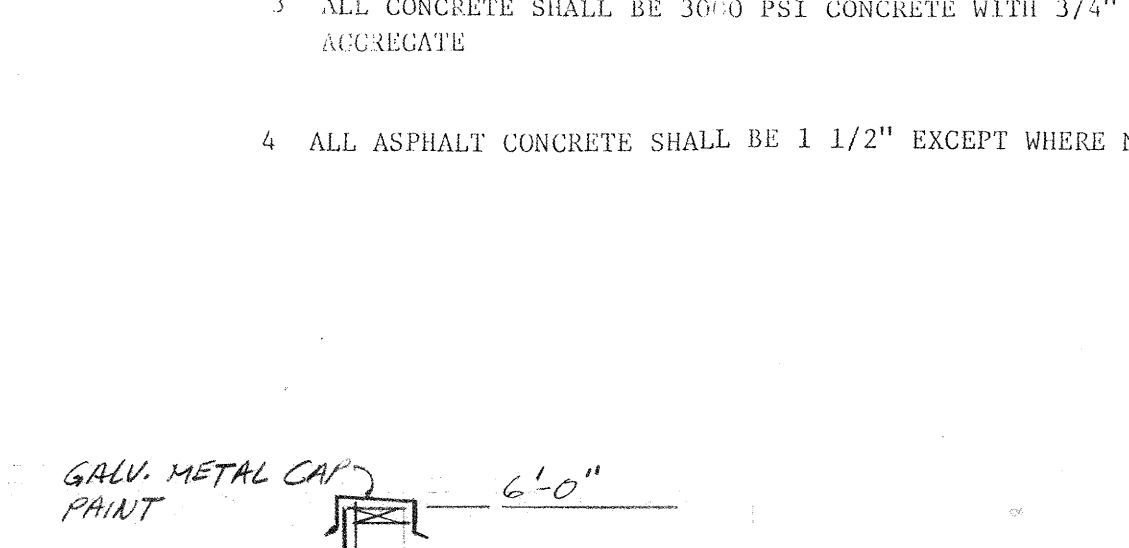 3 ALL CONCRETE SHALL BE 3000 PSI CONCRETE WITH 3/4"
AGGREGATE
4 ALL ASPHALT CONCRETE SHALL BE 1 1/2" EXCEPT WHERE
GALV. METAL CAP
PAINT
6'-0"